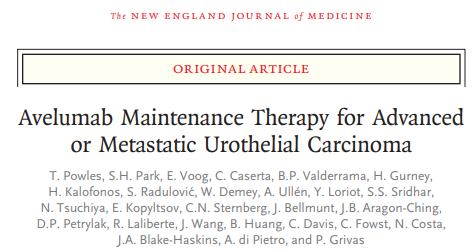 The NEW ENGLAND JOURNAL of MEDICINE
ORIGINAL ARTICLE
Avelumab Maintenance Therapy for Advanced
or Metastatic Urothelial Carcinoma
T. Powles, S.H. Park, E. Voog, C. Caserta, B.P. Valderrama, H. Gurney,
H. Kalofonos, S. Radulović, W. Demey, A. Ullén, Y. Loriot, S.S. Sridhar,
N. Tsuchiya, E. Kopyltsov, C.N. Sternberg, J. Bellmunt, J.B. Aragon-Ching,
D.P. Petrylak, R. Laliberte, J. Wang, B. Huang, C. Davis, C. Fowst, N. Costa,
J.A. Blake-Haskins, A. di Pietro, and P. Grivas